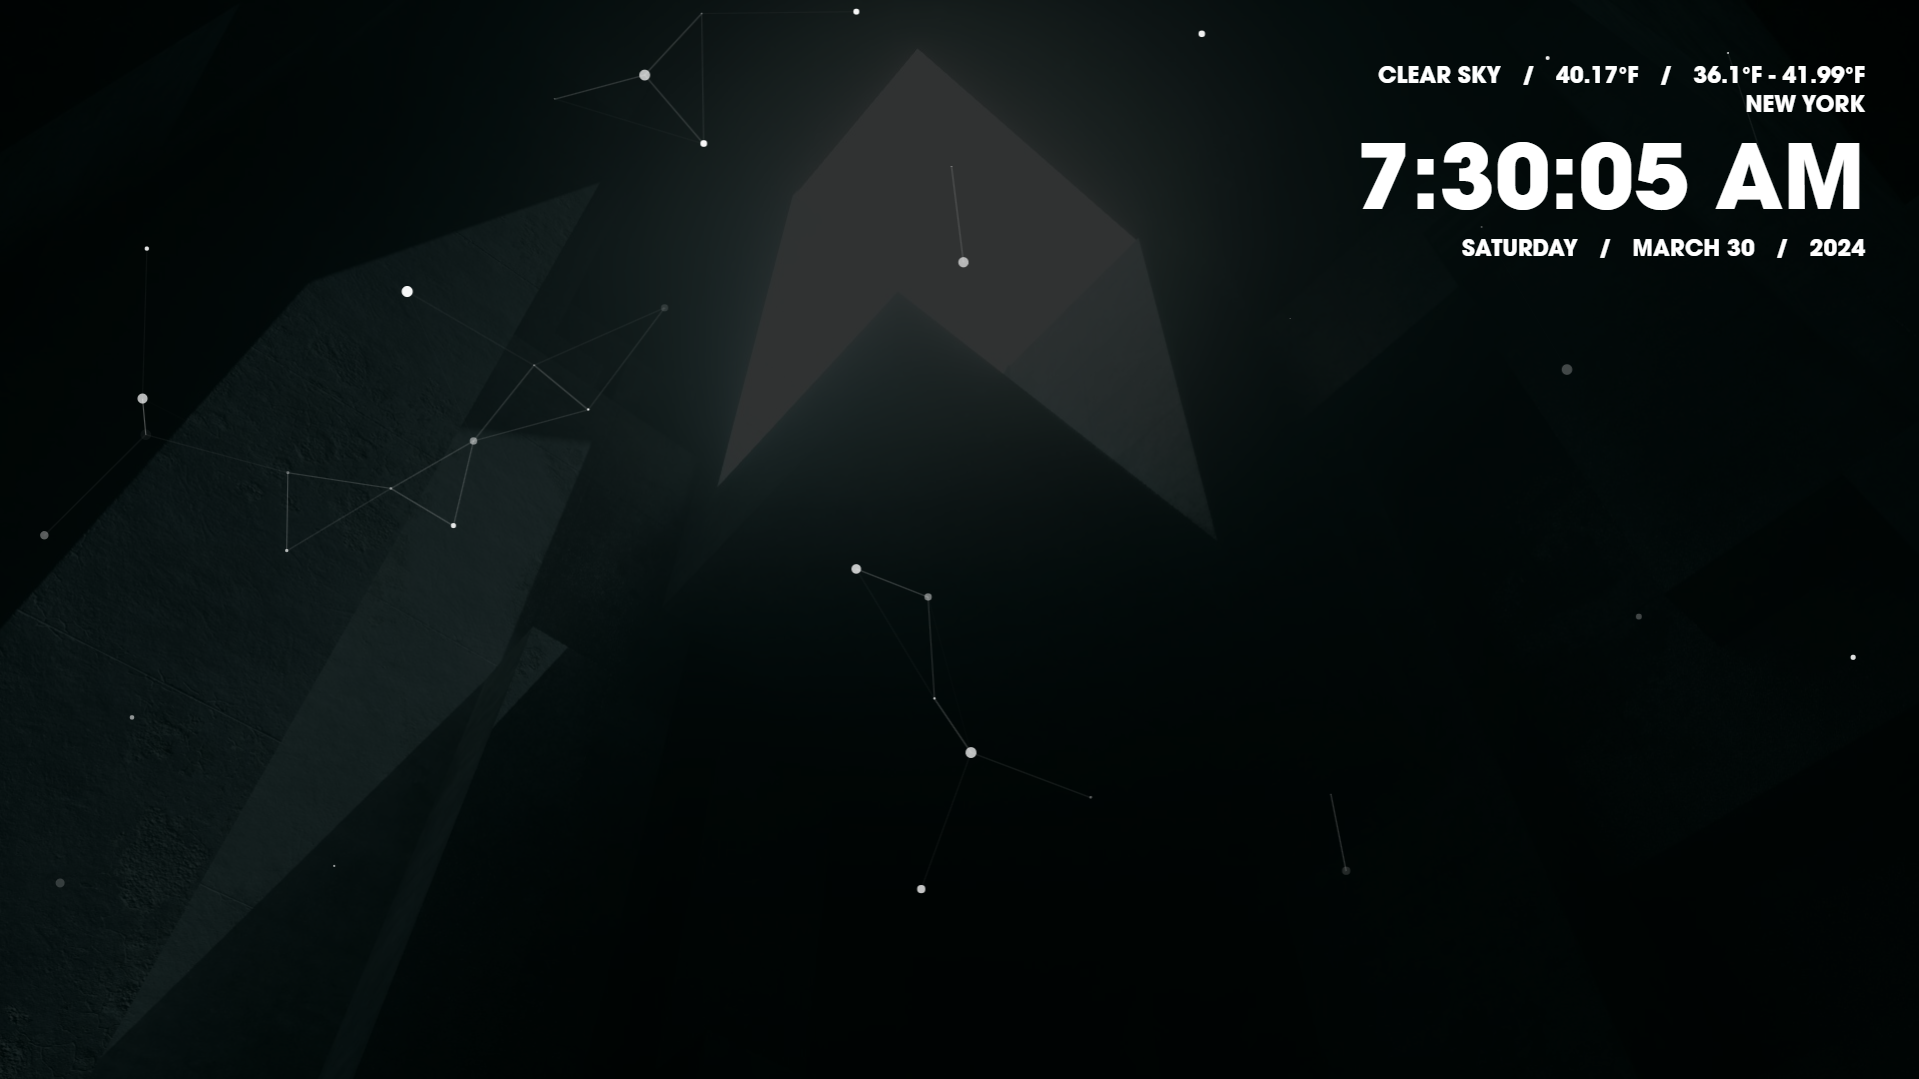 CLEAR SKY / 40.17°F / 36.1°F - 41.99°F
NEW YORK
7:30:05 AM
SATURDAY / MARCH 30 / 2024